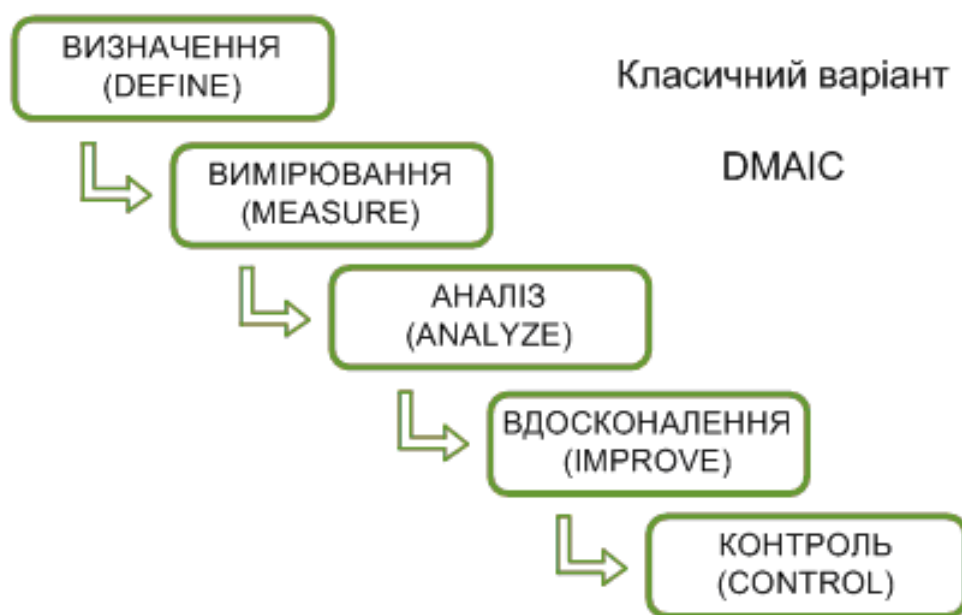 ВИЗНАЧЕННЯ
(DEFINE)
Класичний варіант
DMAIC
ВИМІРЮВАННЯ
(MEASURE)
АНАЛІЗ
(ANALYZE)
ВДОСКОНАЛЕННЯ
(IMPROVE)
КОНТРОЛЬ
(CONTROL)